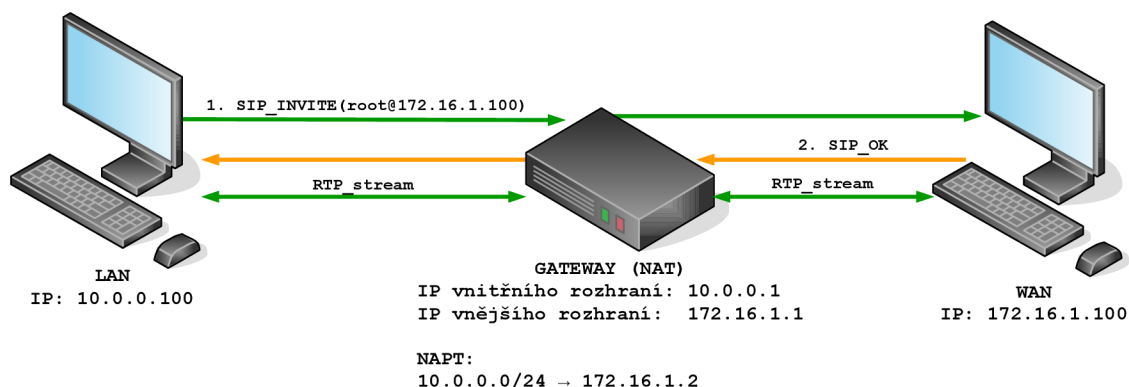 1. SIP_INVITE(root@172.16.1.100)
2. SIP_OK
RTP_stream
RTP_stream
LAN
IP: 10.0.0.100
GATEWAY (NAT)
IP vnitřního rozhraní: 10.0.0.1
IP vnějšího rozhraní: 172.16.1.1
NAPT:
10.0.0.0/24 → 172.16.1.2
WAN
IP: 172.16.1.100